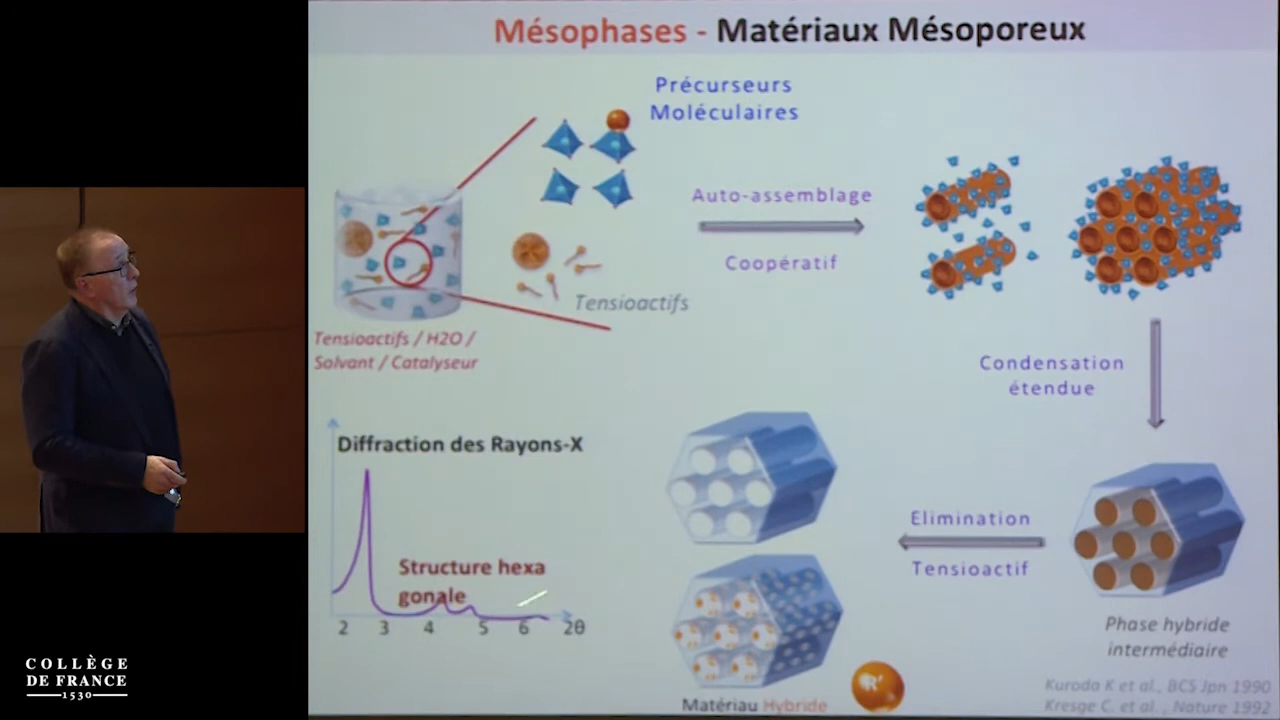 Mésophases - Matériaux Mésoporeux
Précurseurs
Moléculaires
Auto-assemblage
Coopératif
Tensioactifs
Tensioactifs / H2O /
Solvant / Catalyseur
Condensation
étendue
Diffraction des Rayons-X
Structure hexa
gonale
2 3 4 5 6 2θ
Elimination
Tensioactif
Phase hybride
intermédiaire
Matériau Hybride
R'
Kuroda K et al., BCS Jpn 1990
Kresge C. et al., Nature 1992
COLLÈGE
DE FRANCE
1530